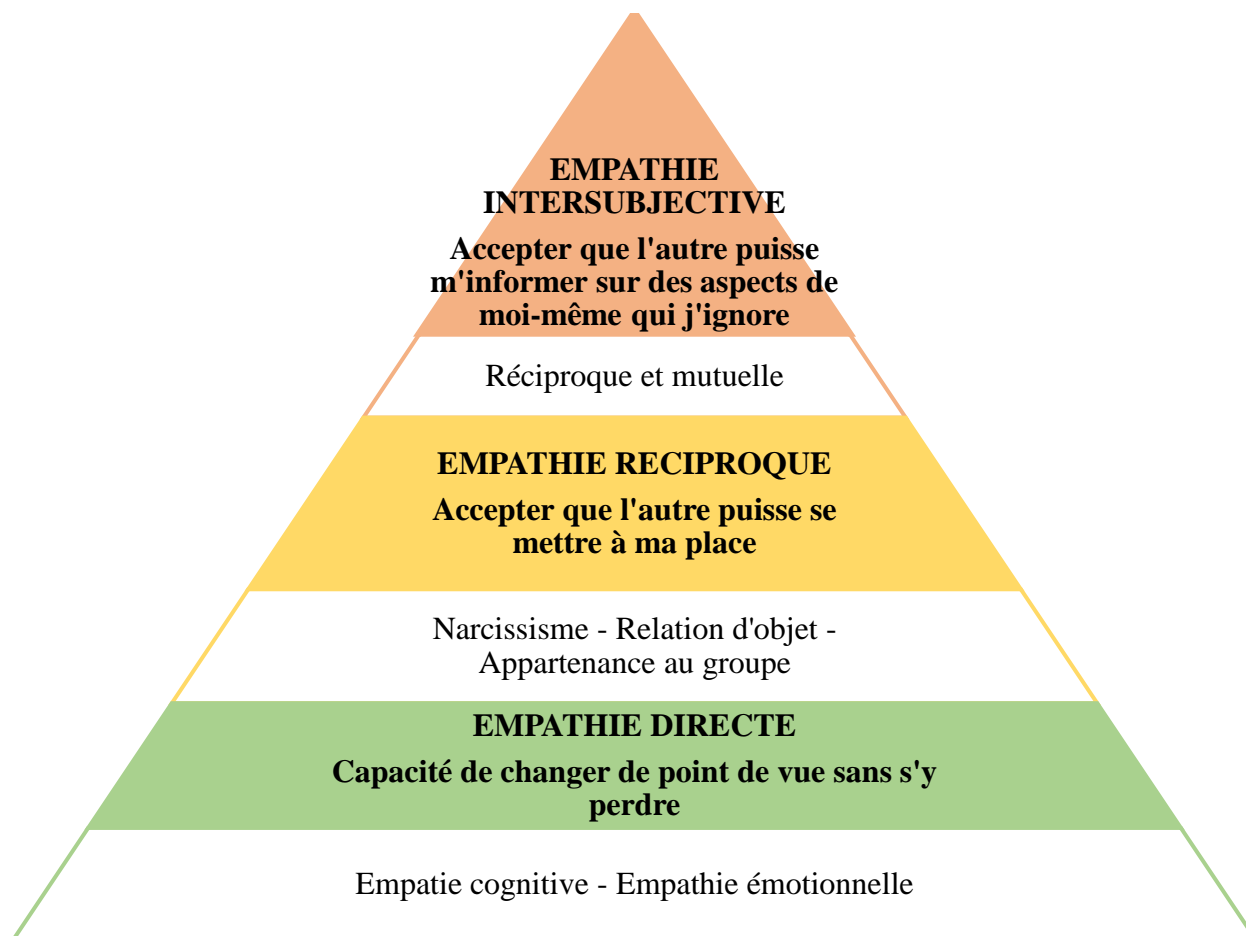 EMPATHIE
INTERSUBJECTIVE
Accepter que l'autre puisse
m'informer sur des aspects de
moi-même qui j'ignore
Réciproque et mutuelle
EMPATHIE RECIPROQUE
Accepter que l'autre puisse se
mettre à ma place
Narcissisme - Relation d'objet -
Appartenance au groupe
EMPATHIE DIRECTE
Capacité de changer de point de vue sans s'y
perdre
Empatie cognitive - Empathie émotionnelle